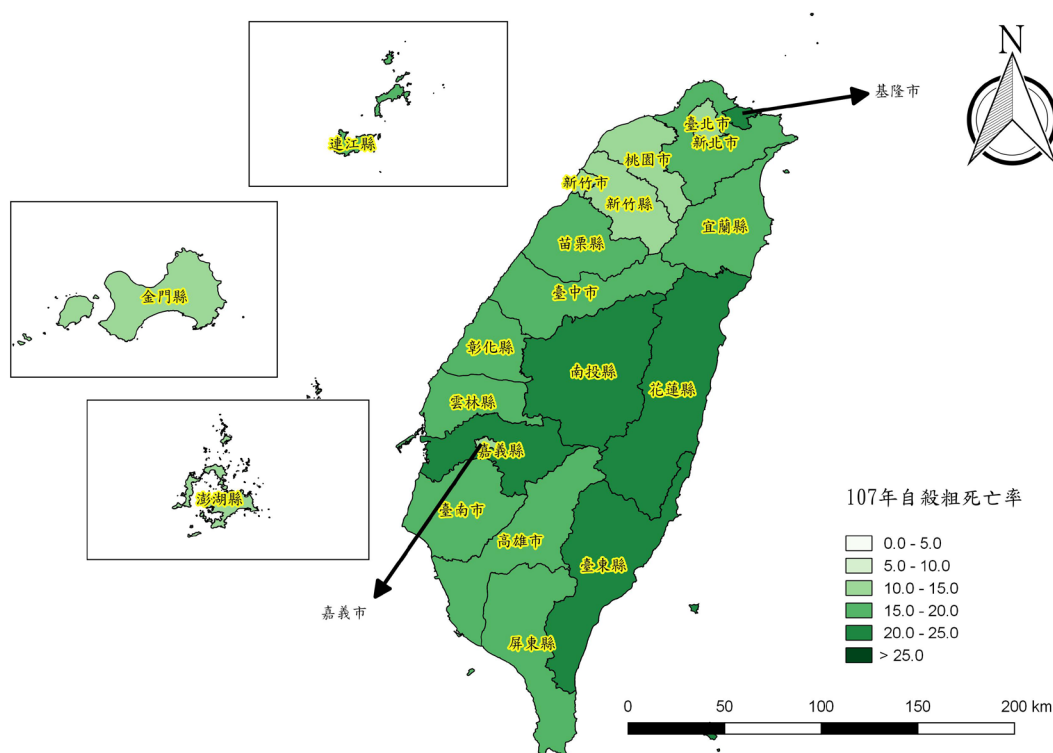 N
基隆市
臺北市
新北市
連江縣
桃園市
新竹市
新竹縣
宜蘭縣
苗栗縣
金門縣
臺中市
彰化縣
南投縣
花蓮縣
雲林縣
嘉義縣
澎湖縣
臺南市
高雄市
臺東縣
嘉義市
屏東縣
107年自殺粗死亡率
0.0 - 5.0
5.0 - 10.0
10.0 - 15.0
15.0 - 20.0
20.0 - 25.0
> 25.0
0 50 100 150 200 km